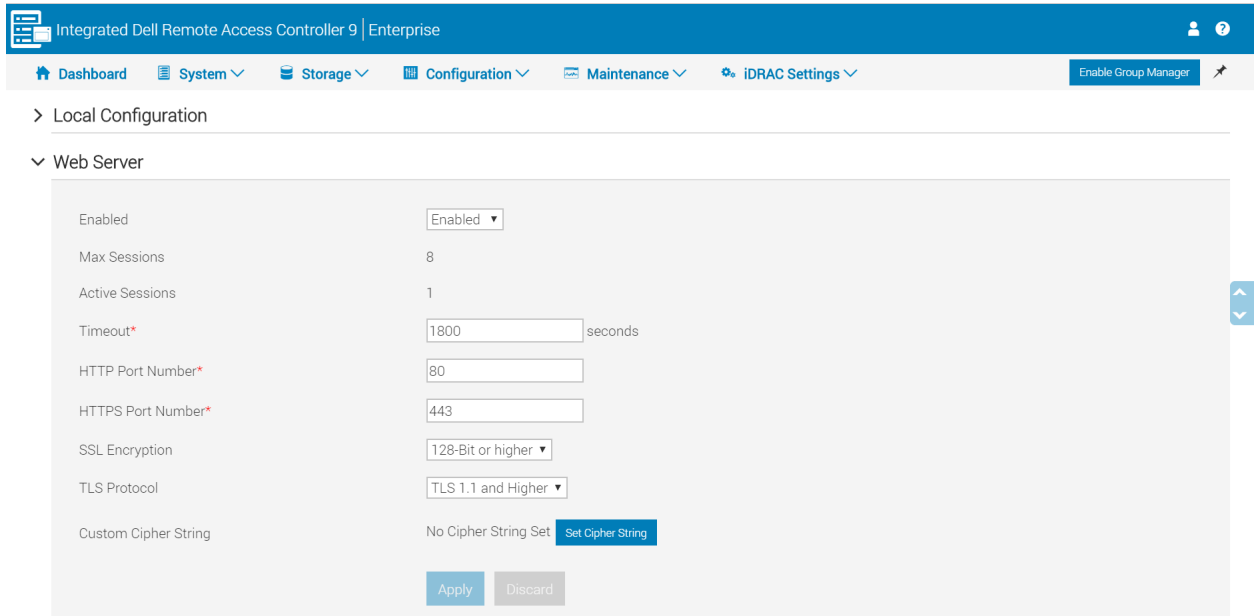 Integrated Dell Remote Access Controller 9 | Enterprise
Dashboard System Storage Configuration Maintenance iDRAC Settings Enable Group Manager
Local Configuration
Web Server
Enabled Enabled
Max Sessions 8
Active Sessions 1
Timeout* 1800 seconds
HTTP Port Number* 80
HTTPS Port Number* 443
SSL Encryption 128-Bit or higher
TLS Protocol TLS 1.1 and Higher
Custom Cipher String No Cipher String Set Set Cipher String
Apply Discard